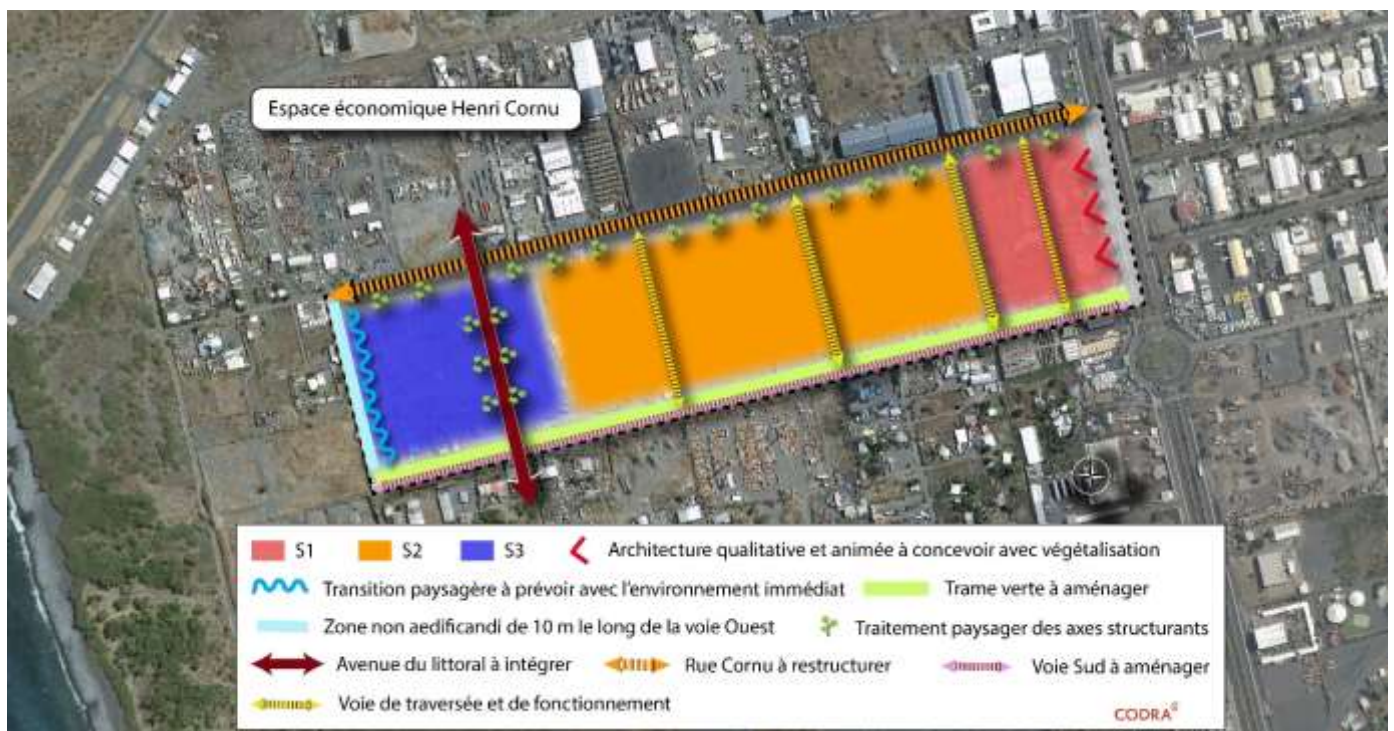 Espace économique Henri Cornu
S1 S2 S3 Architecture qualitative et animée à concevoir avec végétalisation
Transition paysagère à prévoir avec l'environnement immédiat Trame verte à aménager
Zone non aedificandi de 10 m le long de la voie Ouest Traitement paysager des axes structurants
Avenue du littoral à intégrer Rue Cornu à restructurer Voie Sud à aménager
Voie de traversée et de fonctionnement
CODRA